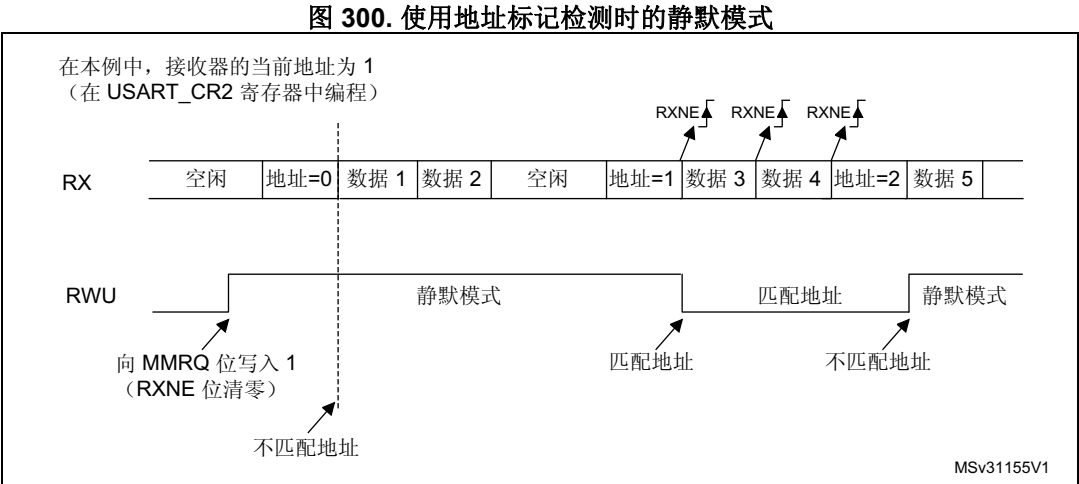 图 300. 使用地址标记检测时的静默模式
在本例中，接收器的当前地址为 1
（在 USART_CR2 寄存器中编程）
RXNE RXNE RXNE
RX 空闲 地址=0 数据 1 数据 2 空闲 地址=1 数据 3 数据 4 地址=2 数据 5
RWU 静默模式 匹配地址 静默模式
向 MMRQ 位写入 1 匹配地址 不匹配地址
（RXNE 位清零）
不匹配地址
MSv31155V1